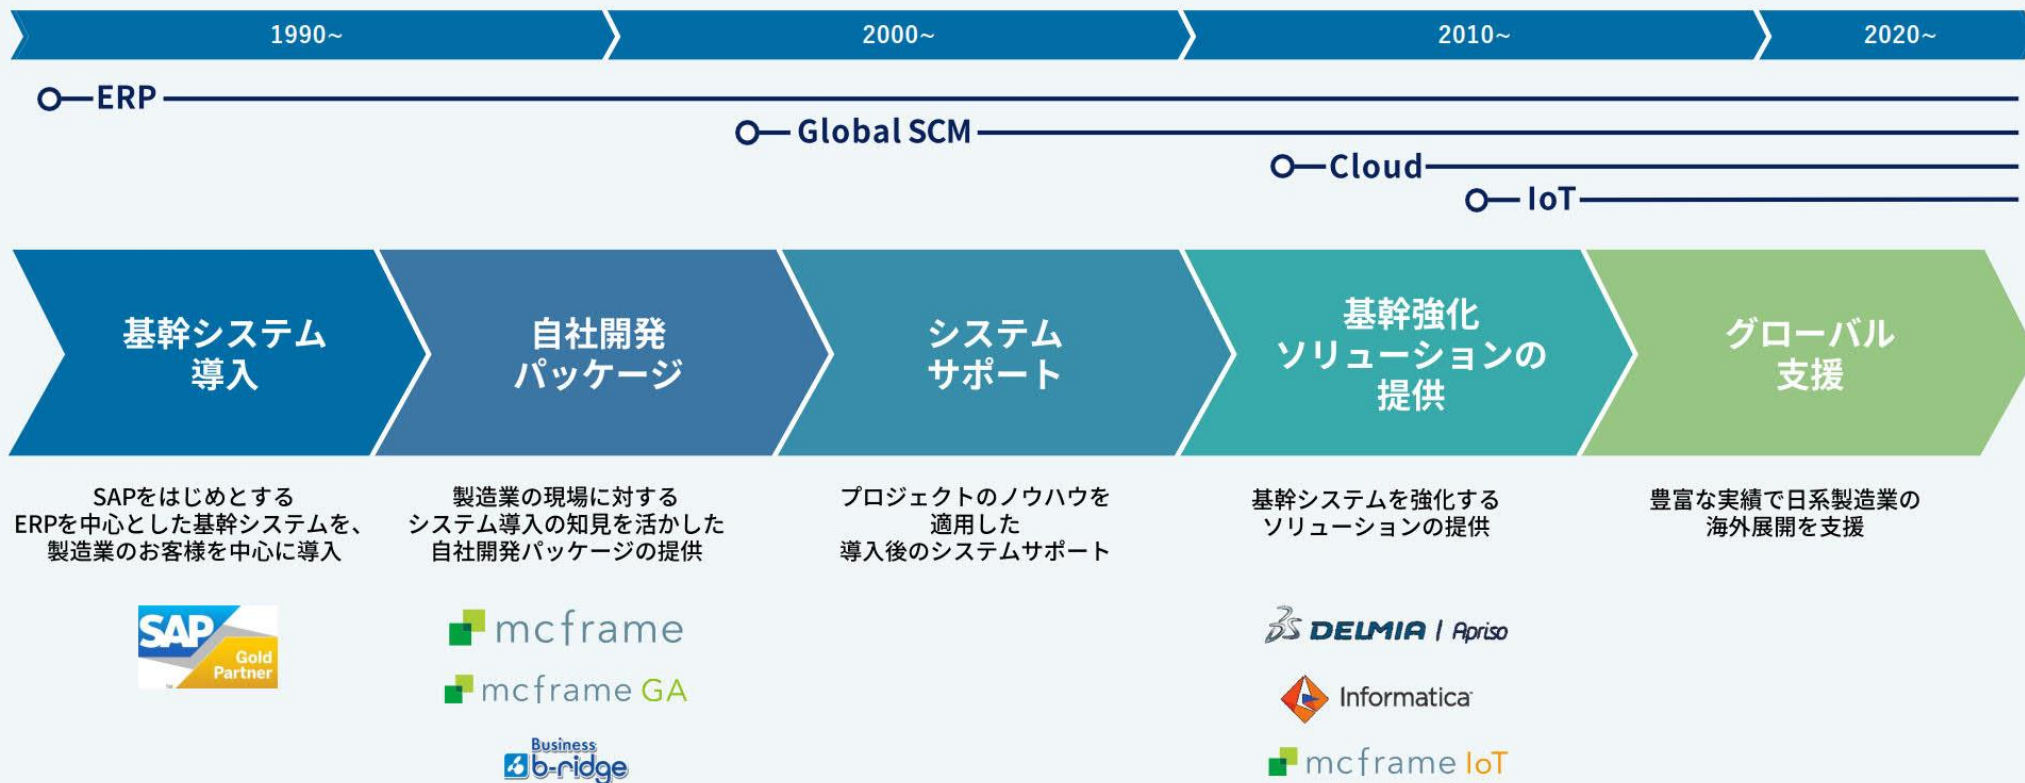 1990~
2000~
2010~
2020~
ERP
Global SCM
Cloud
IoT
基幹システム
導入
自社開発
パッケージ
システム
サポート
基幹強化
ソリューションの
提供
グローバル
支援
SAPをはじめとする
ERPを中心とした基幹システムを、
製造業のお客様を中心に導入
製造業の現場に対する
システム導入の知見を活かした
自社開発パッケージの提供
プロジェクトのノウハウを
適用した
導入後のシステムサポート
基幹システムを強化する
ソリューションの提供
豊富な実績で日系製造業の
海外展開を支援
SAP
Gold
Partner
mcframe
mcframe GA
Business
b-ridge
DELMIA | Apriso
Informatica
mcframe IoT